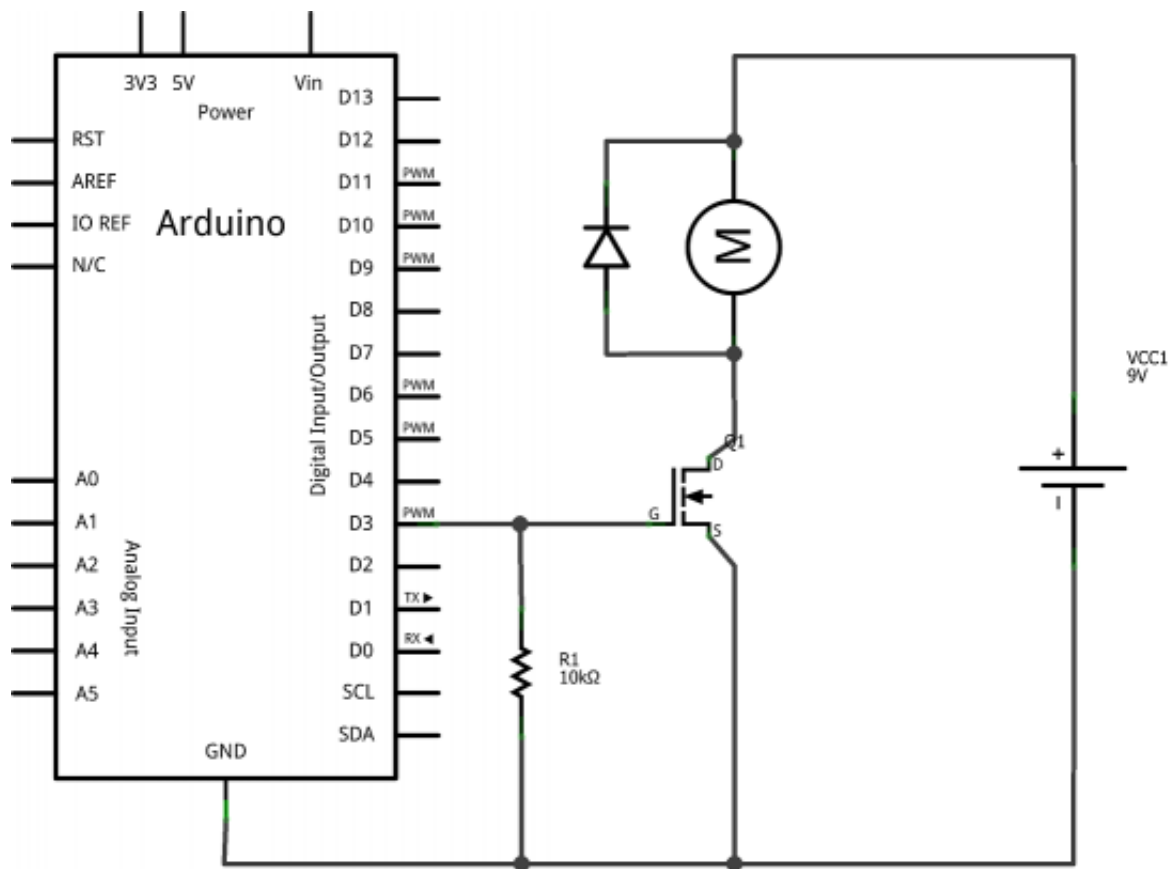 3V3 5V Vin
Power
RST
AREF
IO REF
N/C
Arduino
A0
A1
A2
A3
A4
A5
Analog Input
D13
D12
D11 PWM
D10 PWM
D9 PWM
D8
D7
D6 PWM
D5 PWM
D4
D3 PWM
D2
D1 TX ▶
D0 RX ◀
SCL
SDA
Digital Input/Output
GND
M
Q1
D
G
S
R1
10kΩ
VCC1
9V
+